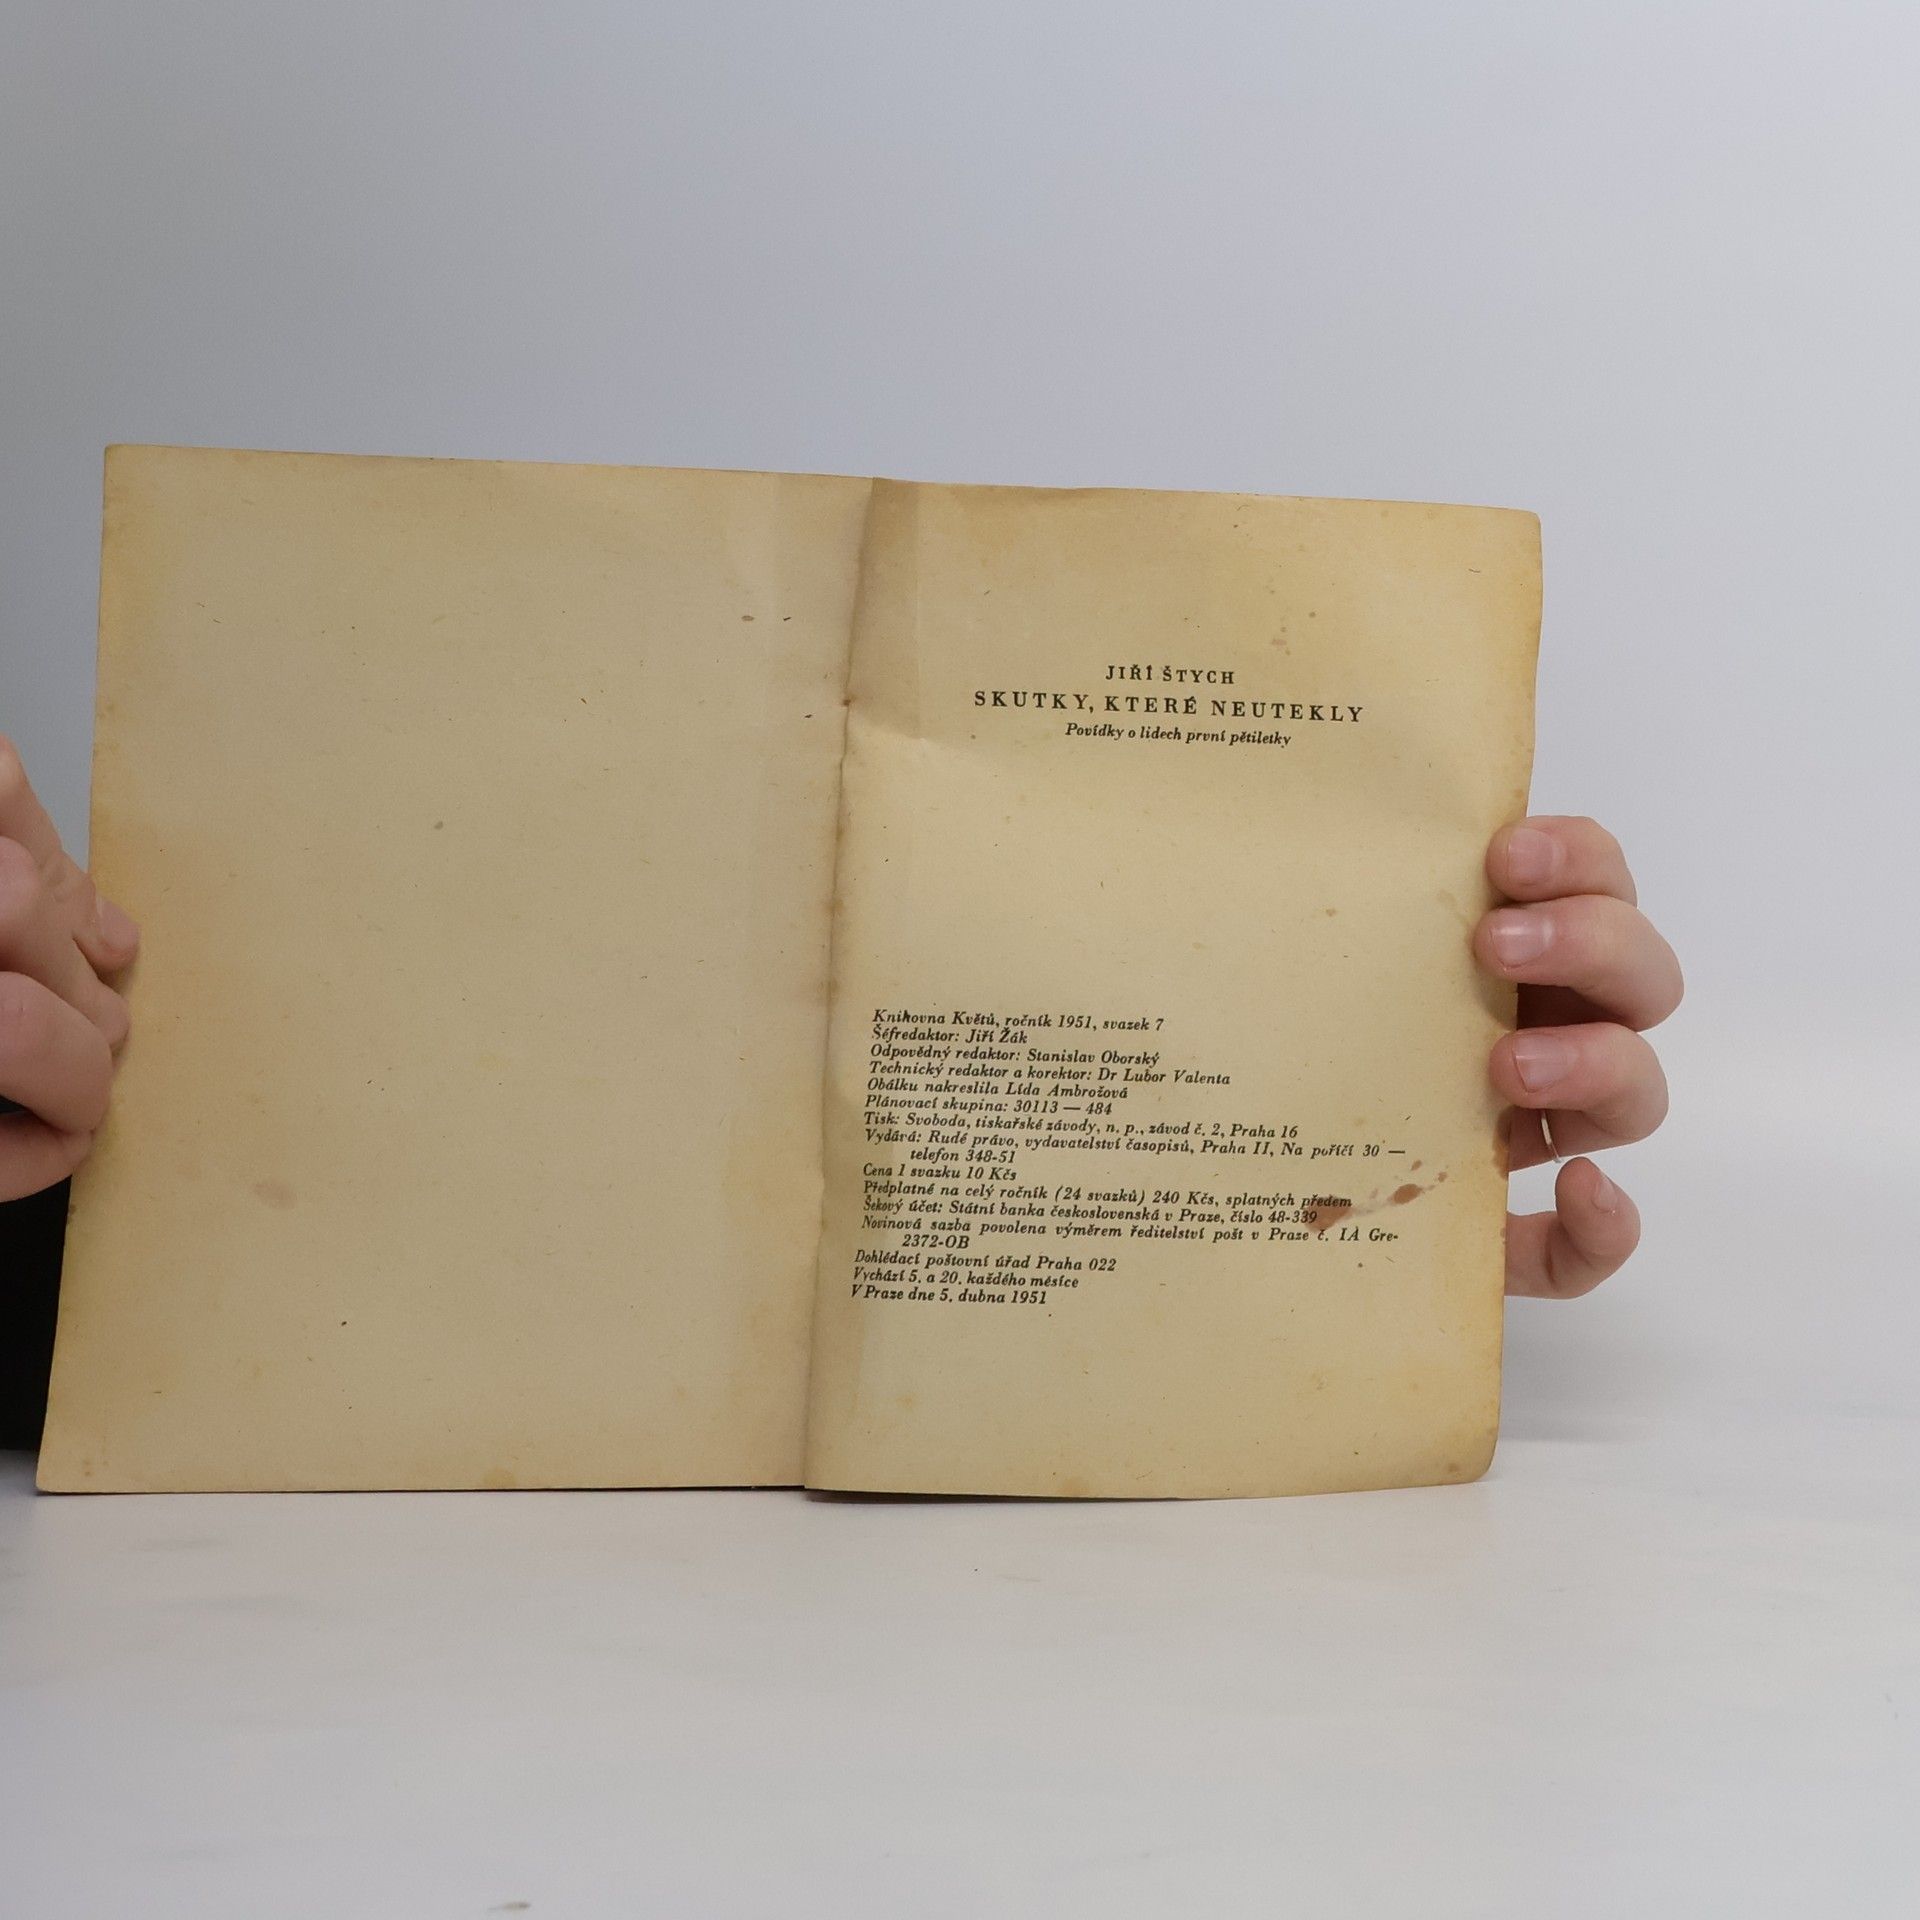 JIŘÍ ŠTYCH
SKUTKY, KTERÉ NEUTEKLY
Povídky o lidech první pětiletky
Knihovna Květů, ročník 1951, svazek 7
Šéfredaktor: Jiří Žák
Odpovědný redaktor: Stanislav Oborský
Technický redaktor a korektor: Dr Lubor Valenta
Obálku nakreslila Lída Ambrožová
Plánovací skupina: 30113 — 484
Tisk: Svoboda, tiskařské závody, n. p., závod č. 2, Praha 16
Vydává: Rudé právo, vydavatelství časopisů, Praha II, Na poříčí 30 —
telefon 348-51
Cena 1 svazku 10 Kčs
Předplatné na celý ročník (24 svazků) 240 Kčs, splatných předem
Šekový účet: Státní banka československá v Praze, číslo 48-339
Novinová sazba povolena výměrem ředitelství pošt v Praze č. IA Gre-
2372-OB
Dohlédací poštovní úřad Praha 022
Vychází 5. a 20. každého měsíce
V Praze dne 5. dubna 1951